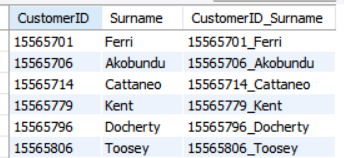 CustomerID Surname CustomerID_Surname
15565701 Ferri 15565701_Ferri
15565706 Akobundu 15565706_Akobundu
15565714 Cattaneo 15565714_Cattaneo
15565779 Kent 15565779_Kent
15565796 Docherty 15565796_Docherty
15565806 Toosey 15565806_Toosey